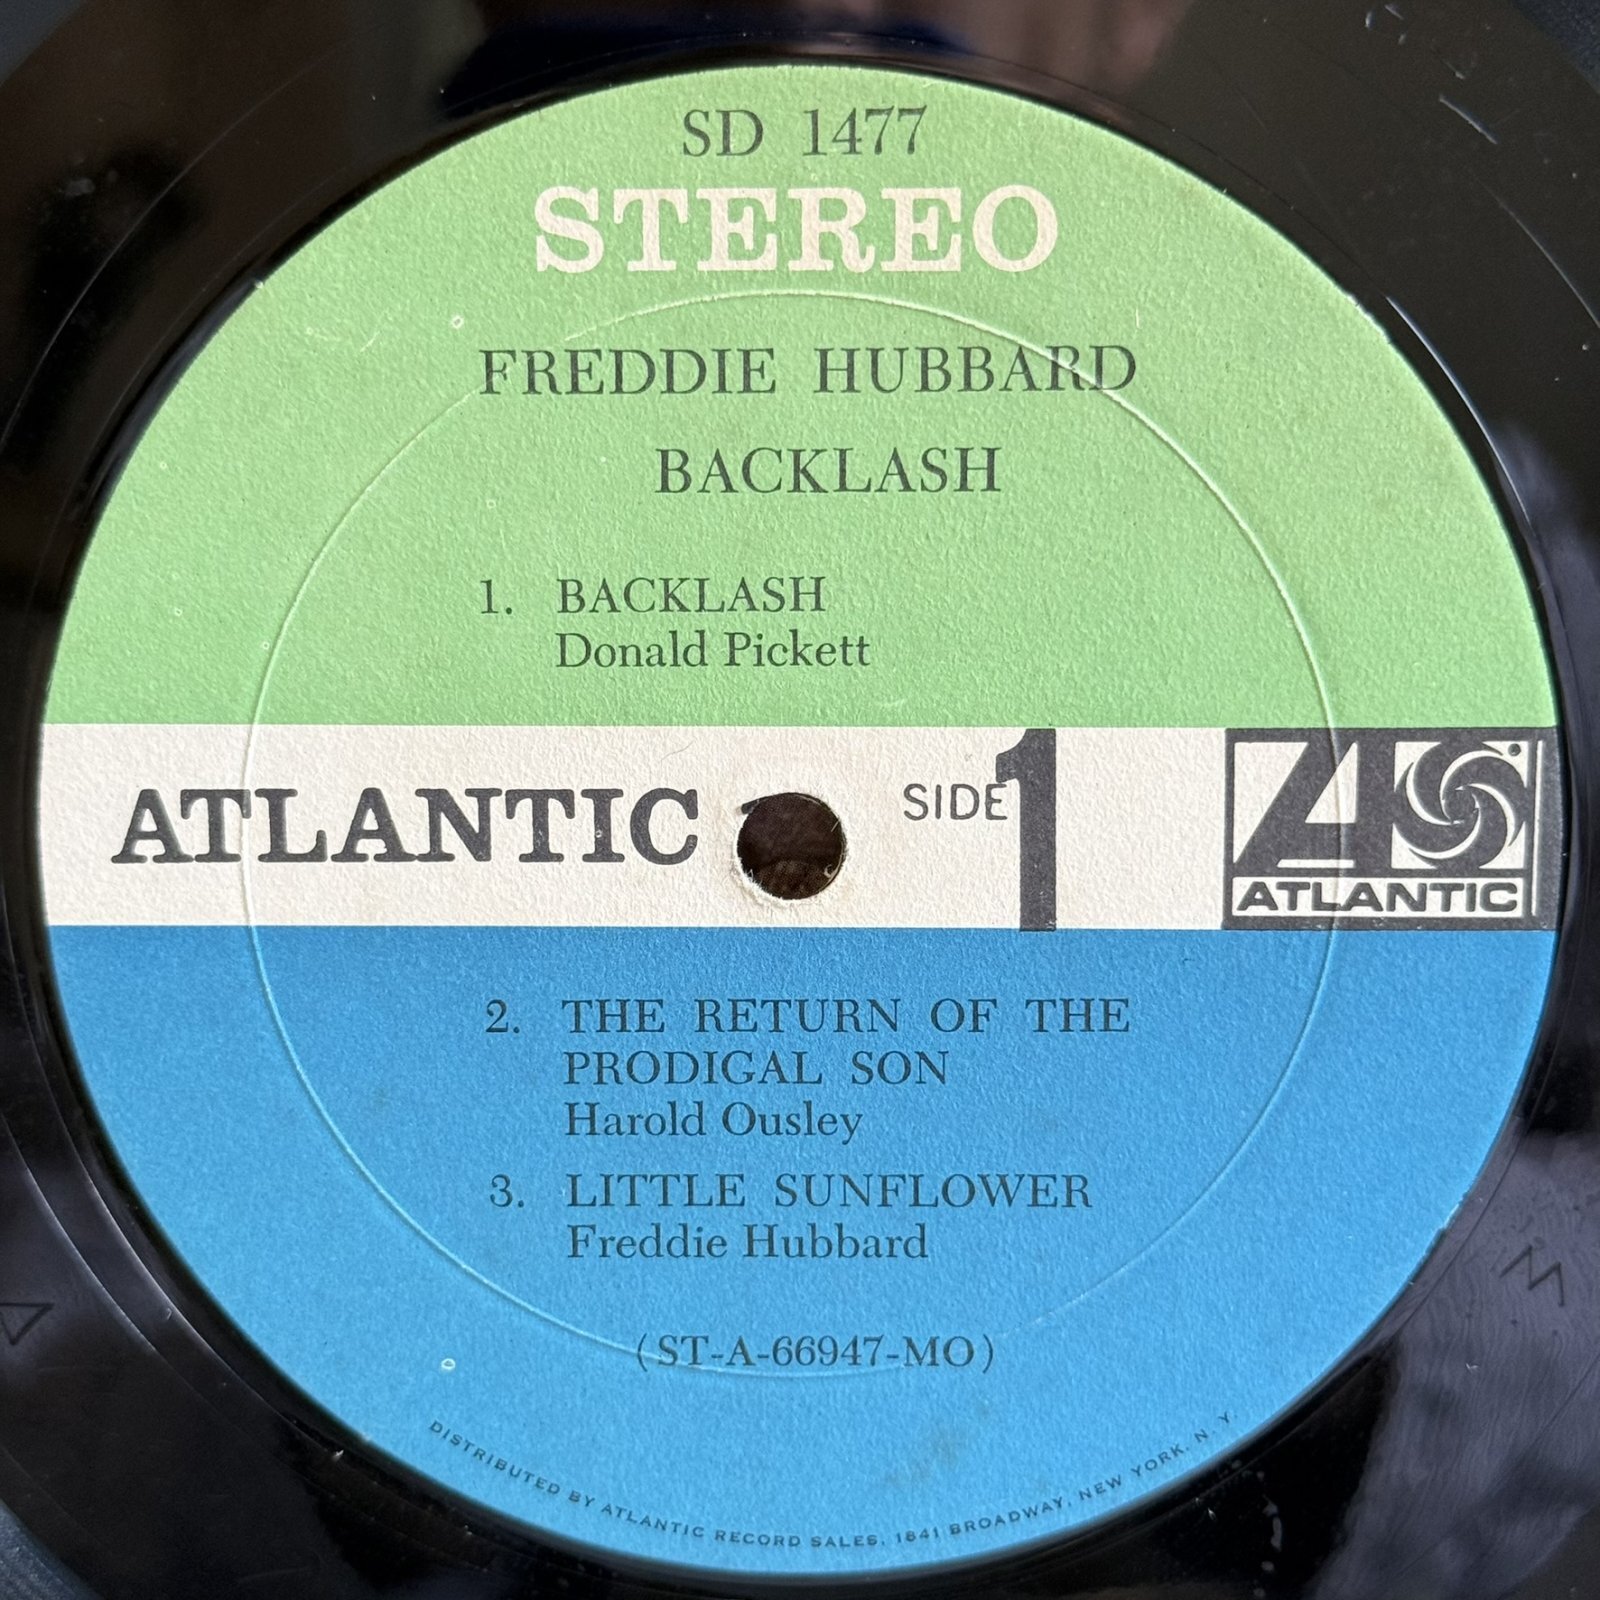 SD 1477
STEREO
FREDDIE HUBBARD
BACKLASH
1. BACKLASH
Donald Pickett
ATLANTIC
SIDE 1
ATLANTIC
2. THE RETURN OF THE
PRODIGAL SON
Harold Ousley
3. LITTLE SUNFLOWER
Freddie Hubbard
(ST-A-66947-MO)
DISTRIBUTED BY ATLANTIC RECORD SALES, 1841 BROADWAY, NEW YORK, N. Y.